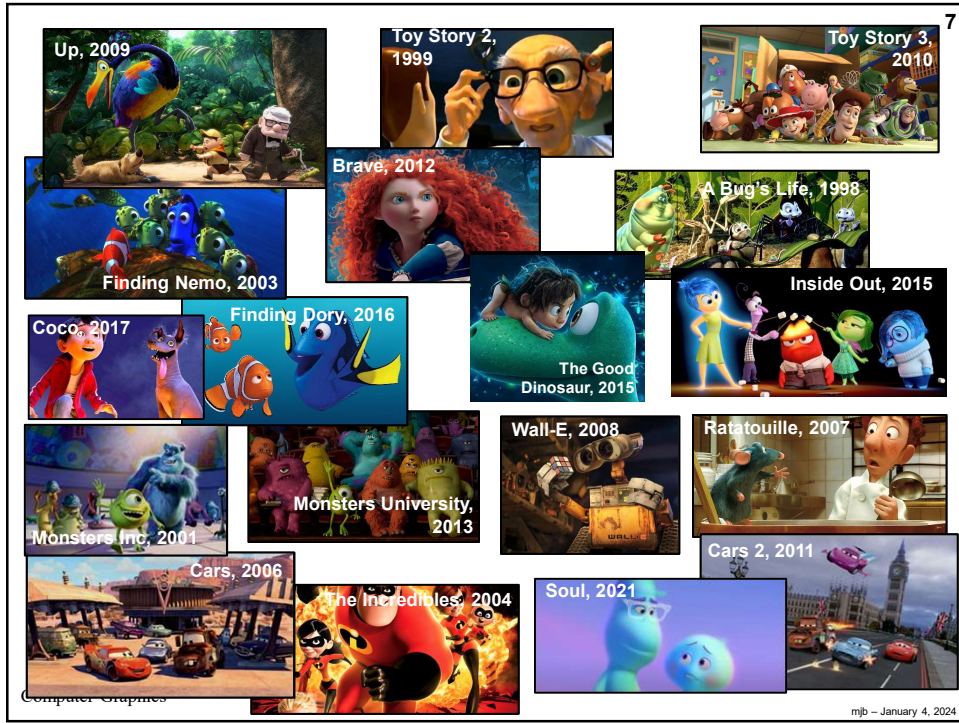 7
Up, 2009
Toy Story 2,
1999
Toy Story 3,
2010
Brave, 2012
A Bug's Life, 1998
Finding Nemo, 2003
Inside Out, 2015
Coco, 2017
Finding Dory, 2016
The Good
Dinosaur, 2015
Wall-E, 2008
WALL•E
Ratatouille, 2007
Monsters University,
2013
Monsters Inc, 2001
Cars, 2006
Cars 2, 2011
The Incredibles, 2004
Soul, 2021
Computer Graphics
mjb – January 4, 2024